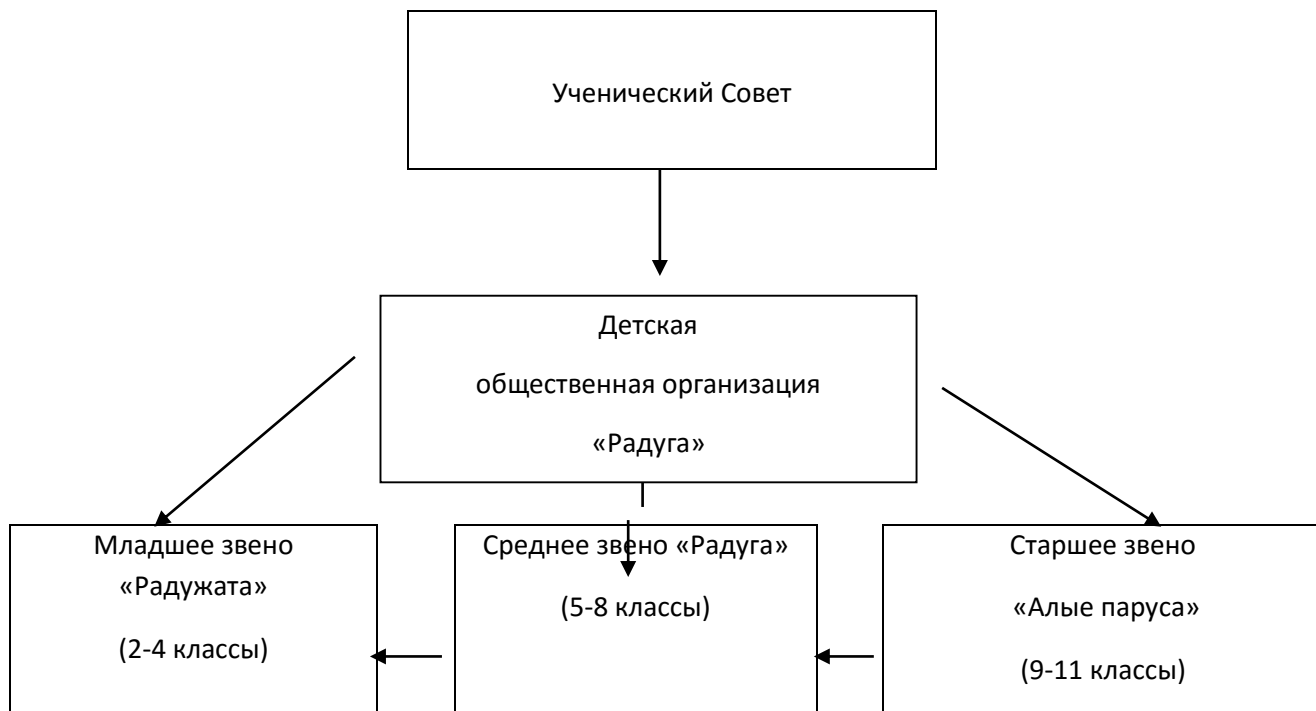 Ученический Совет
Детская
общественная организация
«Радуга»
Младшее звено
«Радужата»
(2-4 классы)
Среднее звено «Радуга»
(5-8 классы)
Старшее звено
«Алые паруса»
(9-11 классы)